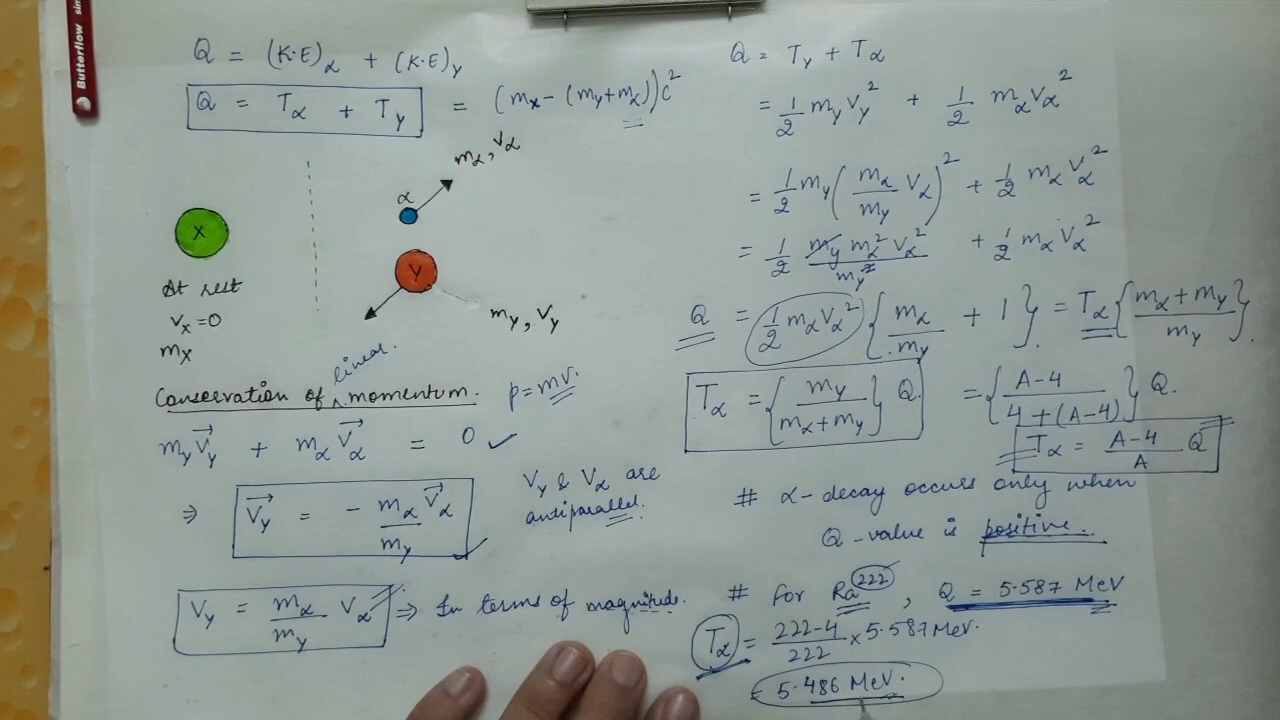 Butterflow sim
Q = (K.E)α + (K.E)y
Q = Tα + Ty = (mx - (my+mα))c²
mα, vα
α
X
Y
At rest
vx = 0
mx
my, vy
Conservation of linear momentum. p = mv.
my v⃗y + mα v⃗α = 0 ✓
⇒ v⃗y = - mα/my v⃗α
vy & vα are
antiparallel.
vy = mα/my vα ⇒ In terms of magnitude.
Q = Ty + Tα
= 1/2 my vy² + 1/2 mα vα²
= 1/2 my (mα/my vα)² + 1/2 mα vα²
= 1/2 my mα² vα²/my² + 1/2 mα vα²
Q = 1/2 mα vα² {mα/my + 1}. = Tα {mα+my/my}.
Tα = {my/mα+my} Q. = {A-4/4+(A-4)} Q.
Tα = A-4/A Q
# α-decay occurs only when
Q-value is positive.
# for Ra222, Q = 5.587 MeV
Tα = 222-4/222 × 5.587 MeV.
= 5.486 MeV.